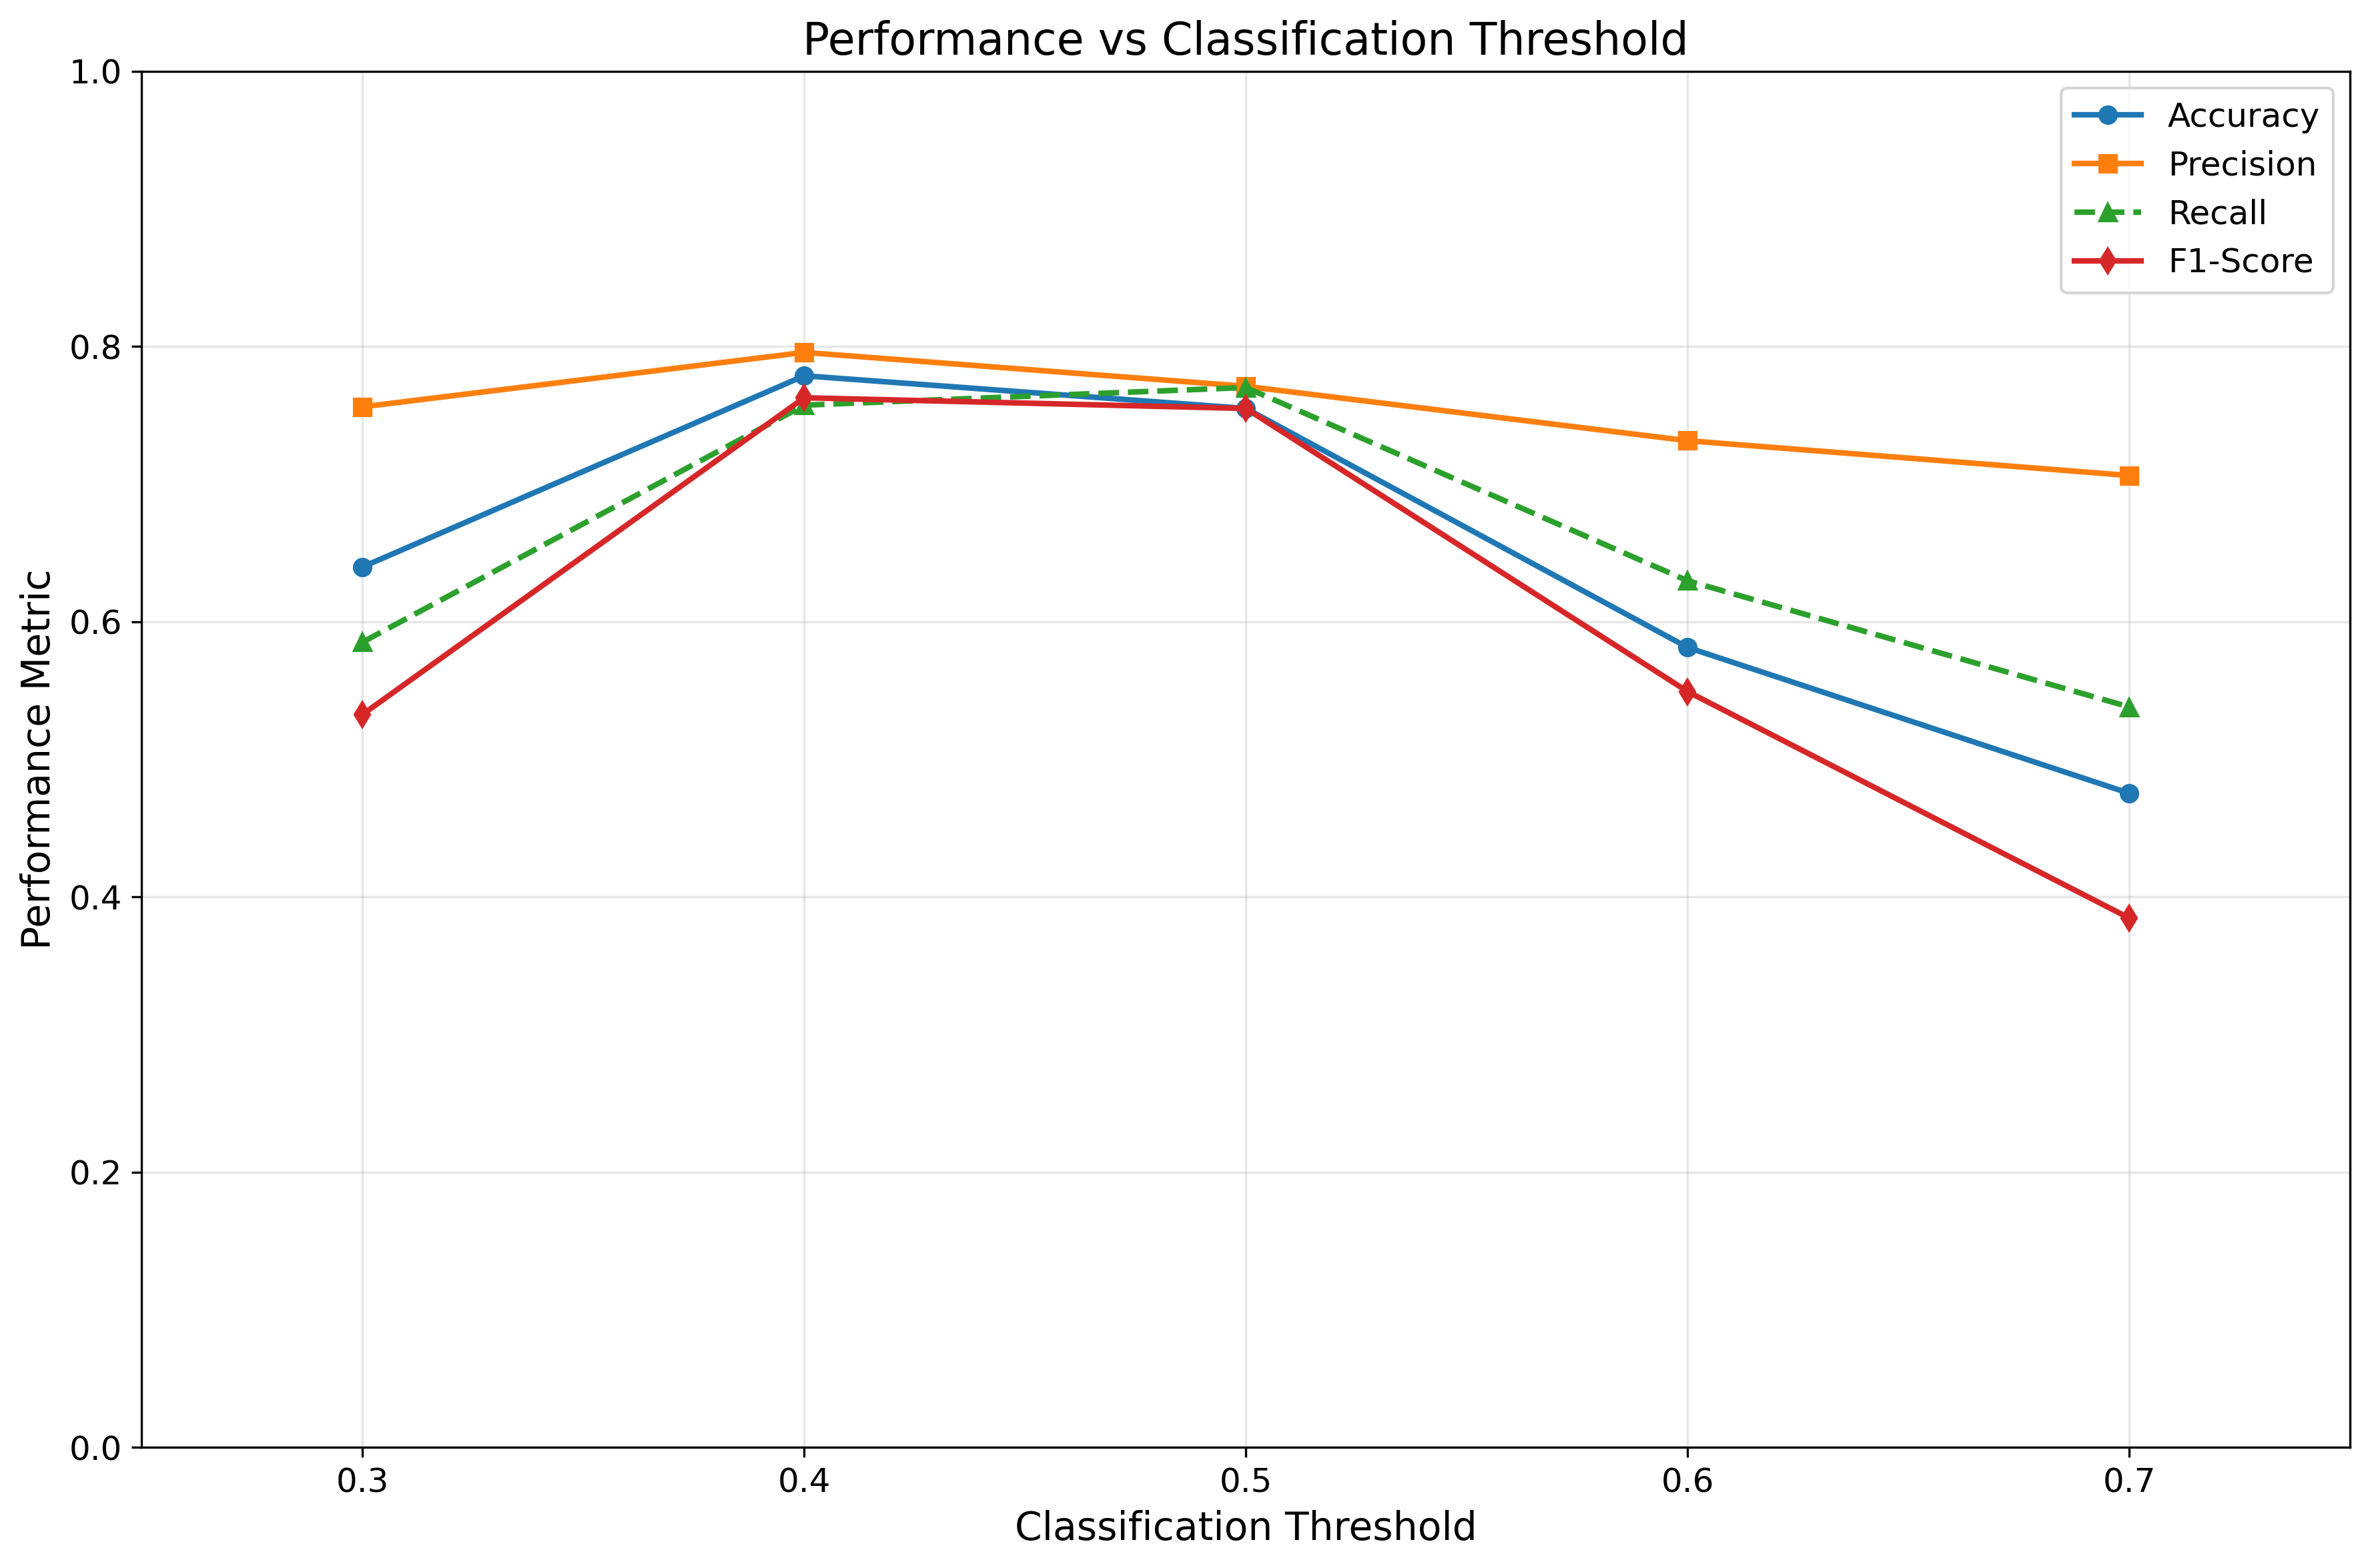 Performance vs Classification Threshold
1.0
0.8
0.6
0.4
0.2
0.0
Performance Metric
Accuracy
Precision
Recall
F1-Score
0.3 0.4 0.5 0.6 0.7
Classification Threshold